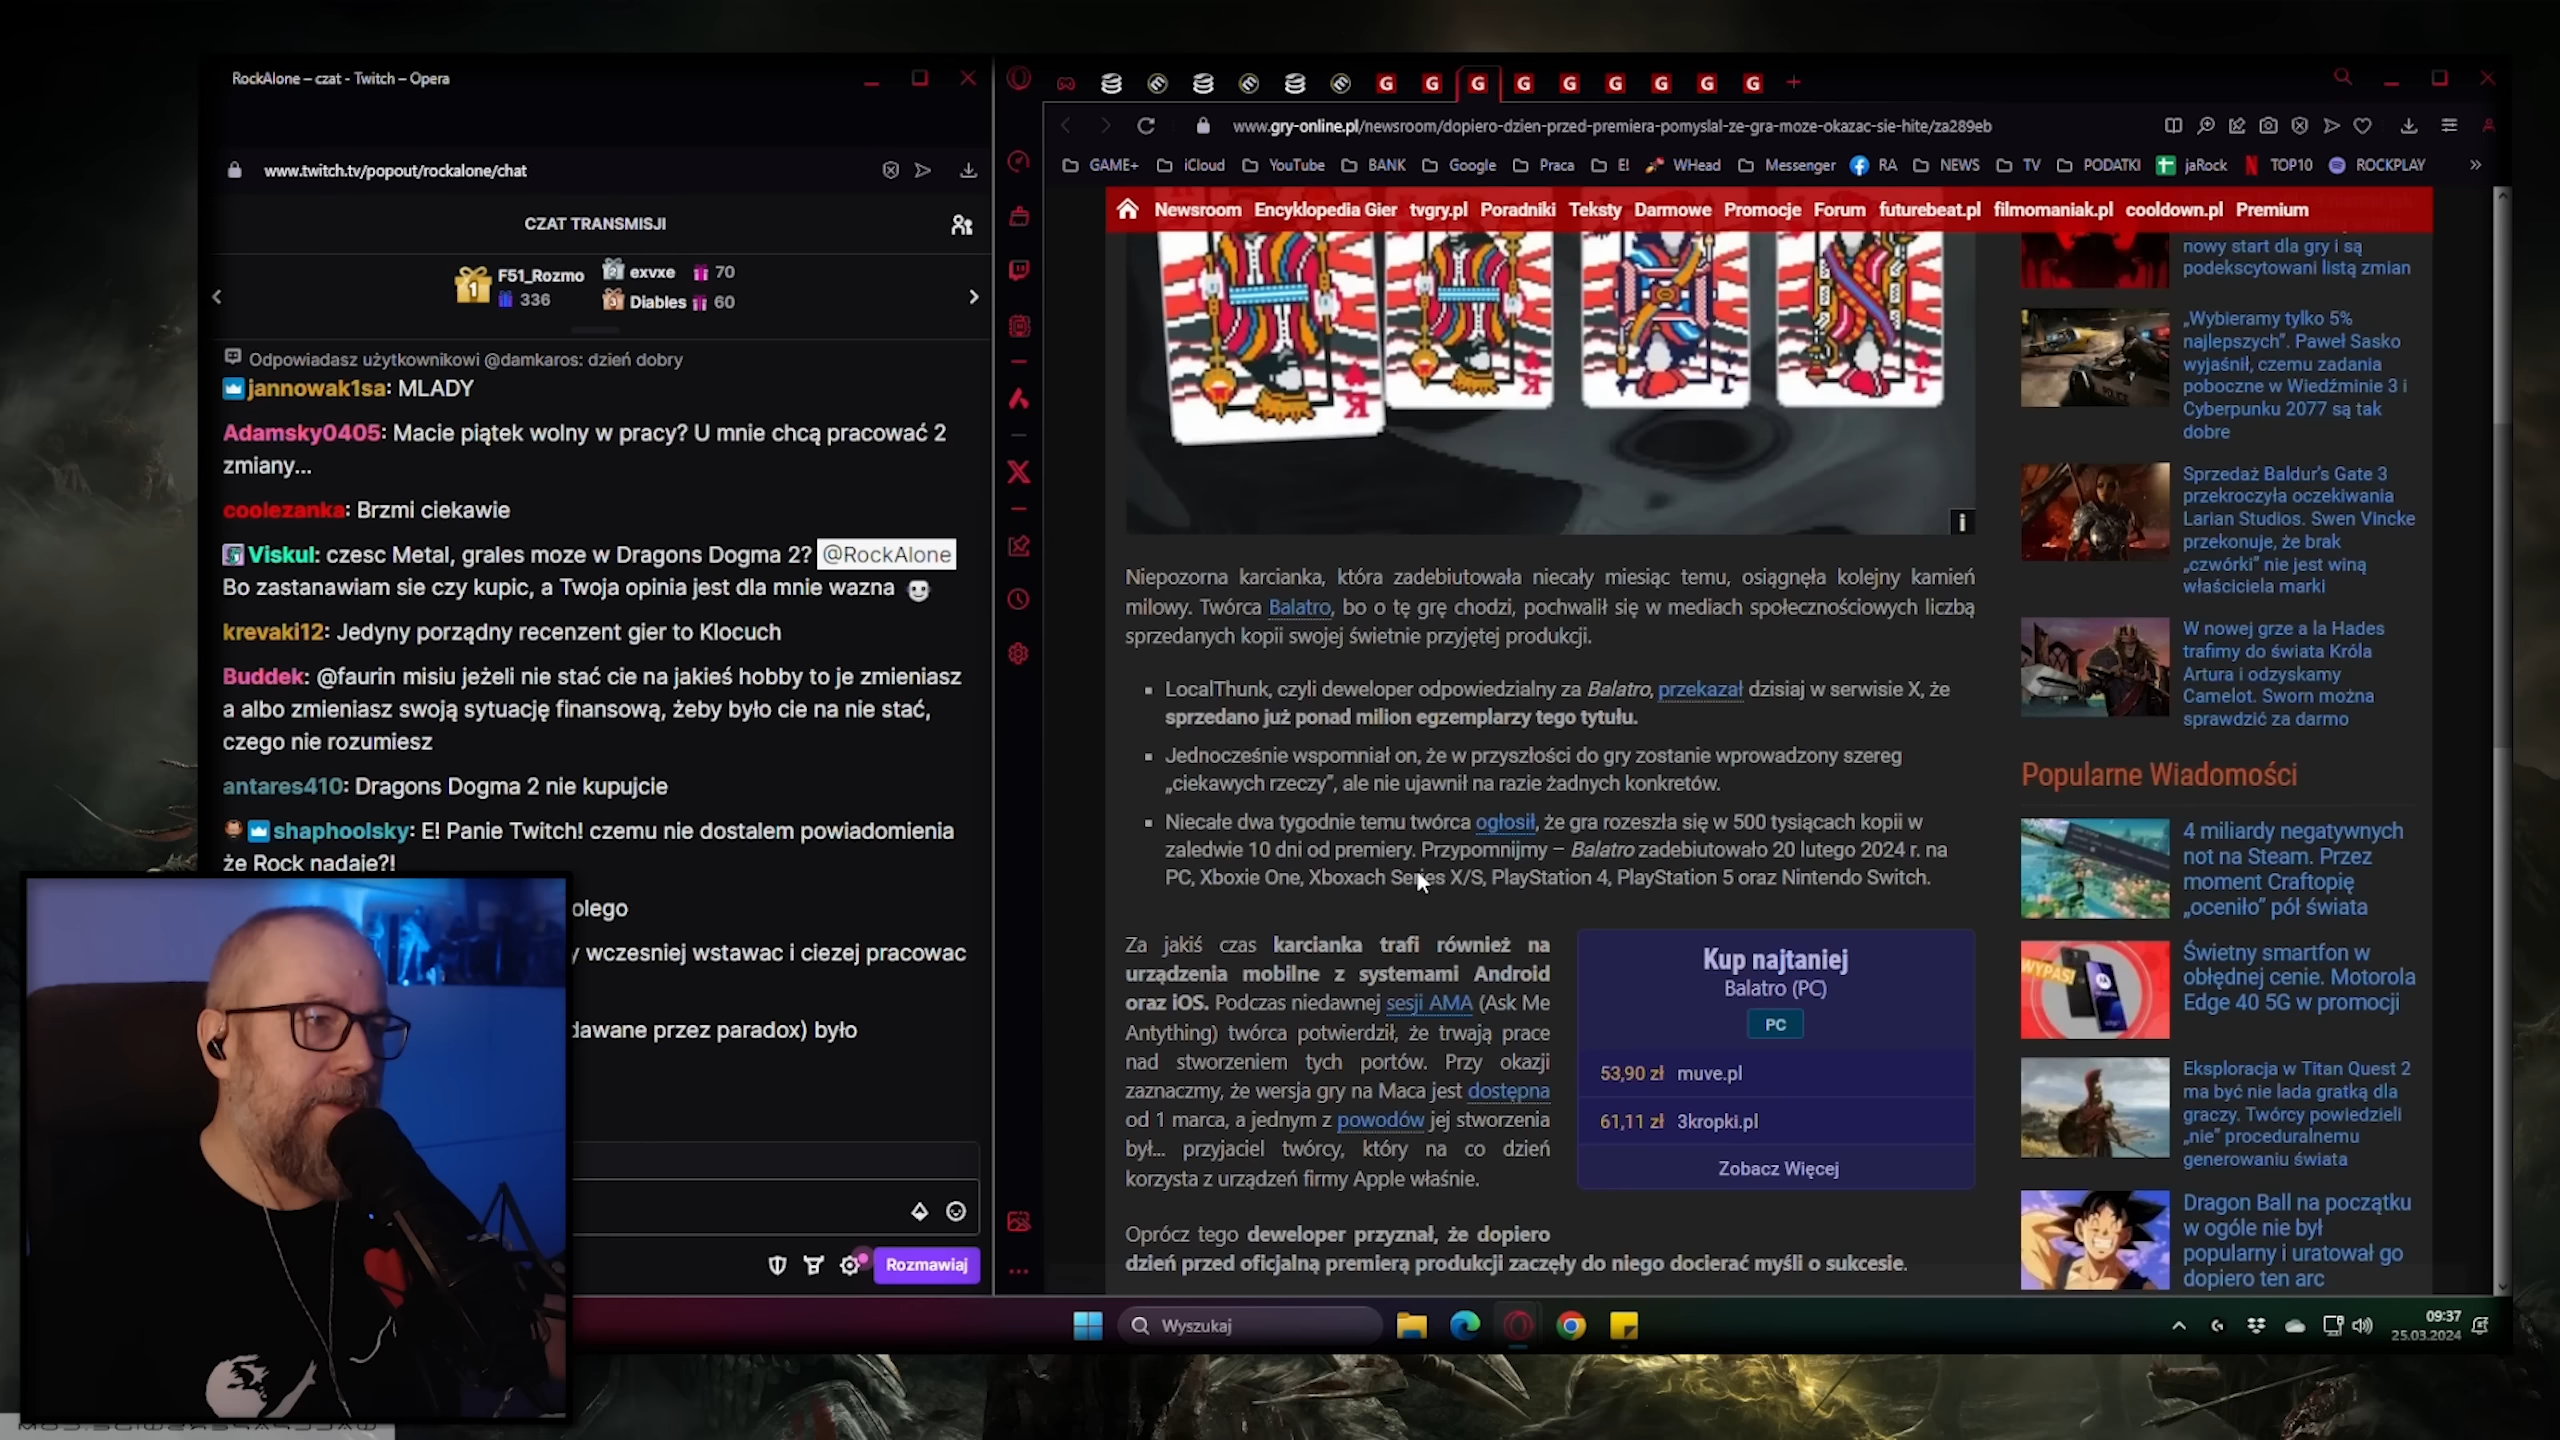 RockAlone – czat - Twitch – Opera
www.twitch.tv/popout/rockalone/chat
CZAT TRANSMISJI
F51_Rozmo
336
exvxe 70
Diables 60
Odpowiadasz użytkownikowi @damkaros: dzień dobry
jannowak1sa: MLADY
Adamsky0405: Macie piątek wolny w pracy? U mnie chcą pracować 2
zmiany...
coolezanka: Brzmi ciekawie
Viskul: czesc Metal, grales moze w Dragons Dogma 2? @RockAlone
Bo zastanawiam sie czy kupic, a Twoja opinia jest dla mnie wazna
krevaki12: Jedyny porządny recenzent gier to Klocuch
Buddek: @faurin misiu jeżeli nie stać cie na jakieś hobby to je zmieniasz
a albo zmieniasz swoją sytuację finansową, żeby było cie na nie stać,
czego nie rozumiesz
antares410: Dragons Dogma 2 nie kupujcie
shaphoolsky: E! Panie Twitch! czemu nie dostalem powiadomienia
że Rock nadaje?!
olego
wczesniej wstawac i ciezej pracowac
dawane przez paradox) było
Rozmawiaj
www.gry-online.pl/newsroom/dopiero-dzien-przed-premiera-pomyslal-ze-gra-moze-okazac-sie-hite/za289eb
GAME+ iCloud YouTube BANK Google Praca E! WHead Messenger RA NEWS TV PODATKI jaRock TOP10 ROCKPLAY
Newsroom Encyklopedia Gier tvgry.pl Poradniki Teksty Darmowe Promocje Forum futurebeat.pl filmomaniak.pl cooldown.pl Premium
Niepozorna karcianka, która zadebiutowała niecały miesiąc temu, osiągnęła kolejny kamień
milowy. Twórca Balatro, bo o tę grę chodzi, pochwalił się w mediach społecznościowych liczbą
sprzedanych kopii swojej świetnie przyjętej produkcji.
LocalThunk, czyli deweloper odpowiedzialny za Balatro, przekazał dzisiaj w serwisie X, że
sprzedano już ponad milion egzemplarzy tego tytułu.
Jednocześnie wspomniał on, że w przyszłości do gry zostanie wprowadzony szereg
„ciekawych rzeczy”, ale nie ujawnił na razie żadnych konkretów.
Niecałe dwa tygodnie temu twórca ogłosił, że gra rozeszła się w 500 tysiącach kopii w
zaledwie 10 dni od premiery. Przypomnijmy – Balatro zadebiutowało 20 lutego 2024 r. na
PC, Xboxie One, Xboxach Series X/S, PlayStation 4, PlayStation 5 oraz Nintendo Switch.
Za jakiś czas karcianka trafi również na
urządzenia mobilne z systemami Android
oraz iOS. Podczas niedawnej sesji AMA (Ask Me
Antything) twórca potwierdził, że trwają prace
nad stworzeniem tych portów. Przy okazji
zaznaczmy, że wersja gry na Maca jest dostępna
od 1 marca, a jednym z powodów jej stworzenia
był... przyjaciel twórcy, który na co dzień
korzysta z urządzeń firmy Apple właśnie.
Oprócz tego deweloper przyznał, że dopiero
dzień przed oficjalną premierą produkcji zaczęły do niego docierać myśli o sukcesie.
Kup najtaniej
Balatro (PC)
PC
53,90 zł muve.pl
61,11 zł 3kropki.pl
Zobacz Więcej
nowy start dla gry i są
podekscytowani listą zmian
„Wybieramy tylko 5%
najlepszych”. Paweł Sasko
wyjaśnił, czemu zadania
poboczne w Wiedźminie 3 i
Cyberpunku 2077 są tak
dobre
Sprzedaż Baldur's Gate 3
przekroczyła oczekiwania
Larian Studios. Swen Vincke
przekonuje, że brak
„czwórki” nie jest winą
właściciela marki
W nowej grze a la Hades
trafimy do świata Króla
Artura i odzyskamy
Camelot. Sworn można
sprawdzić za darmo
Popularne Wiadomości
4 miliardy negatywnych
not na Steam. Przez
moment Craftopię
„oceniło” pół świata
WYPAS!
Świetny smartfon w
obłędnej cenie. Motorola
Edge 40 5G w promocji
Eksploracja w Titan Quest 2
ma być nie lada gratką dla
graczy. Twórcy powiedzieli
„nie” proceduralnemu
generowaniu świata
Dragon Ball na początku
w ogóle nie był
popularny i uratował go
dopiero ten arc
Wyszukaj
09:37
25.03.2024